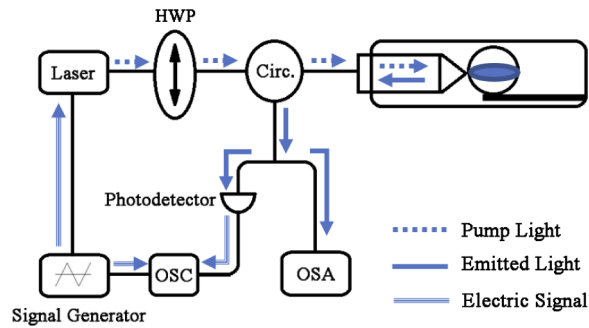 HWP
Laser
Circ.
Photodetector
OSC
OSA
Signal Generator
Pump Light
Emitted Light
Electric Signal